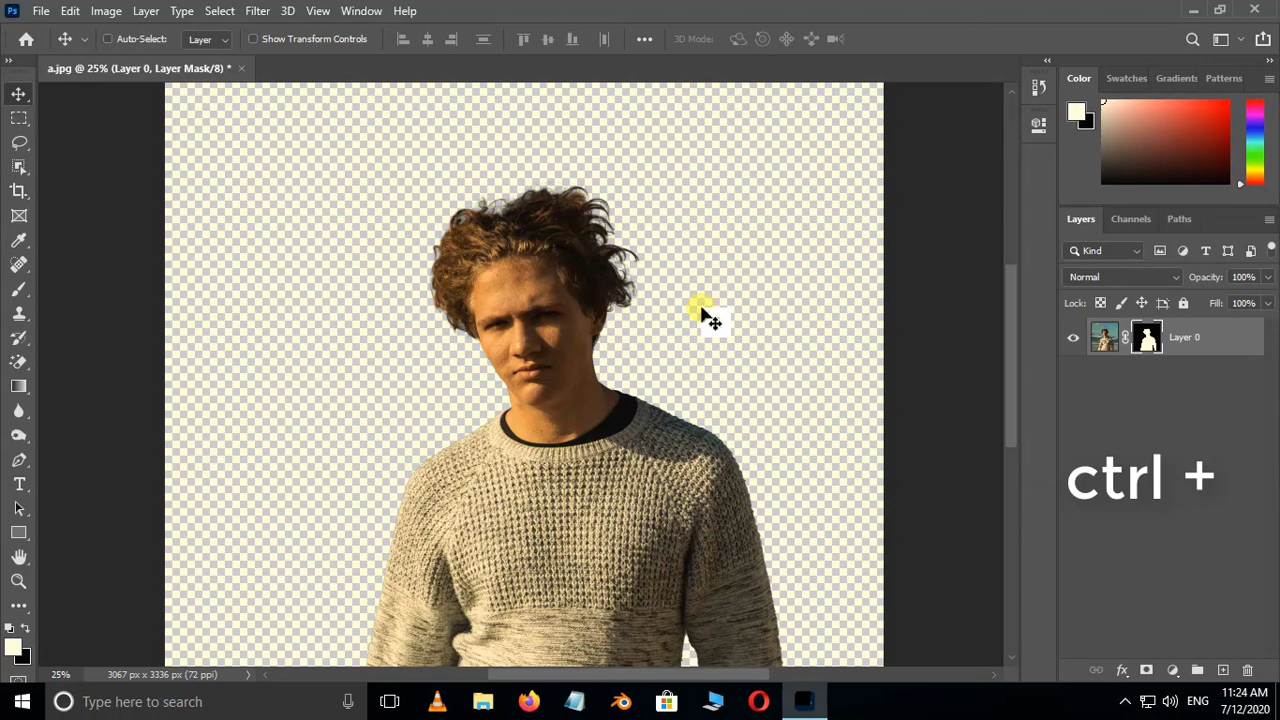 Ps File Edit Image Layer Type Select Filter 3D View Window Help
Auto-Select: Layer Show Transform Controls 3D Mode:
a.jpg @ 25% (Layer 0, Layer Mask/8) *
Color Swatches Gradients Patterns
Layers Channels Paths
Kind
Normal Opacity: 100%
Lock: Fill: 100%
Layer 0
ctrl +
25% 3067 px x 3336 px (72 ppi)
Type here to search
ENG
11:24 AM
7/12/2020